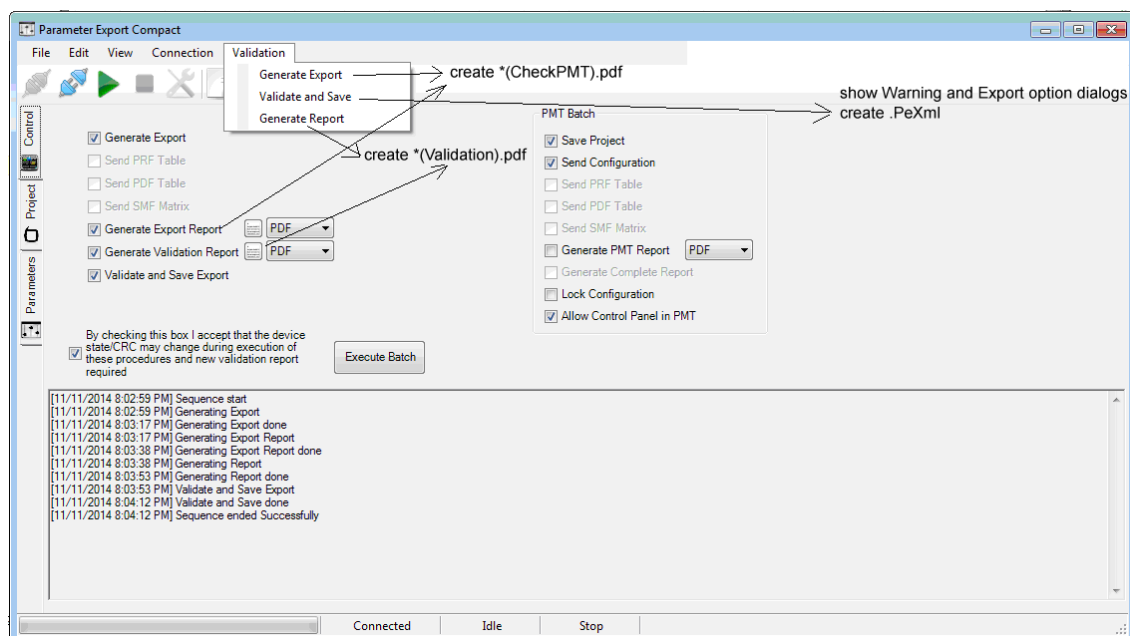 Parameter Export Compact
File Edit View Connection Validation
Generate Export
Validate and Save
Generate Report
create *(CheckPMT).pdf
show Warning and Export option dialogs
create .PeXml
create *(Validation).pdf
Control
Project
Parameters
Generate Export
Send PRF Table
Send PDF Table
Send SMF Matrix
Generate Export Report PDF
Generate Validation Report PDF
Validate and Save Export
PMT Batch
Save Project
Send Configuration
Send PRF Table
Send PDF Table
Send SMF Matrix
Generate PMT Report PDF
Generate Complete Report
Lock Configuration
Allow Control Panel in PMT
By checking this box I accept that the device
state/CRC may change during execution of
these procedures and new validation report
required
Execute Batch
[11/11/2014 8:02:59 PM] Sequence start
[11/11/2014 8:02:59 PM] Generating Export
[11/11/2014 8:03:17 PM] Generating Export done
[11/11/2014 8:03:17 PM] Generating Export Report
[11/11/2014 8:03:38 PM] Generating Export Report done
[11/11/2014 8:03:38 PM] Generating Report
[11/11/2014 8:03:53 PM] Generating Report done
[11/11/2014 8:03:53 PM] Validate and Save Export
[11/11/2014 8:04:12 PM] Validate and Save done
[11/11/2014 8:04:12 PM] Sequence ended Successfully
Connected Idle Stop